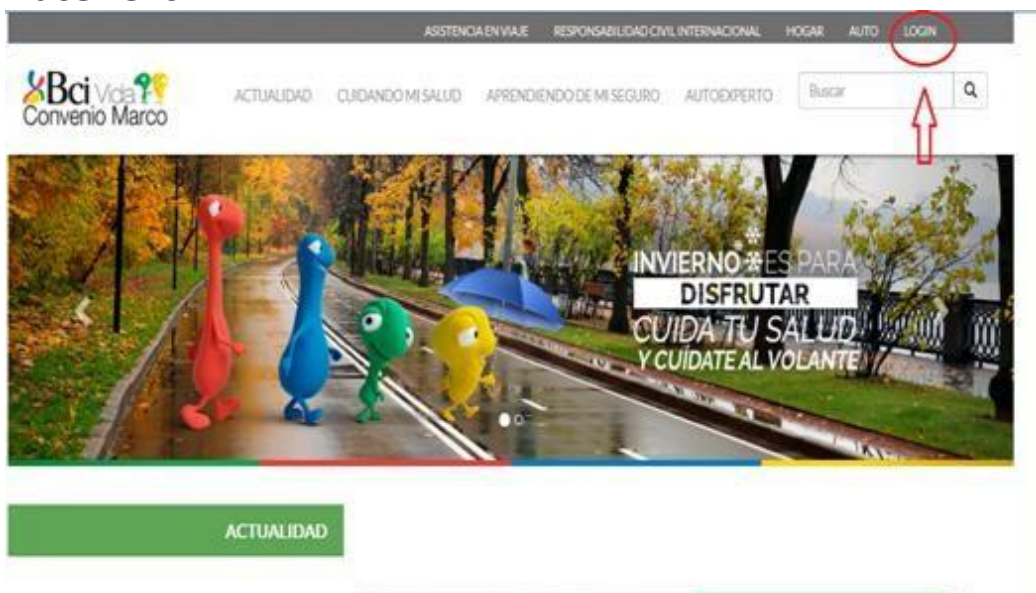 ASISTENCIA EN VIAJE RESPONSABILIDAD CIVIL INTERNACIONAL HOGAR AUTO LOGIN
Bci Vida
Convenio Marco
ACTUALIDAD CUIDANDO MI SALUD APRENDIENDO DE MI SEGURO AUTOEXPERTO Buscar
INVIERNO ES PARA
DISFRUTAR
CUIDA TU SALUD
Y CUÍDATE AL VOLANTE
ACTUALIDAD